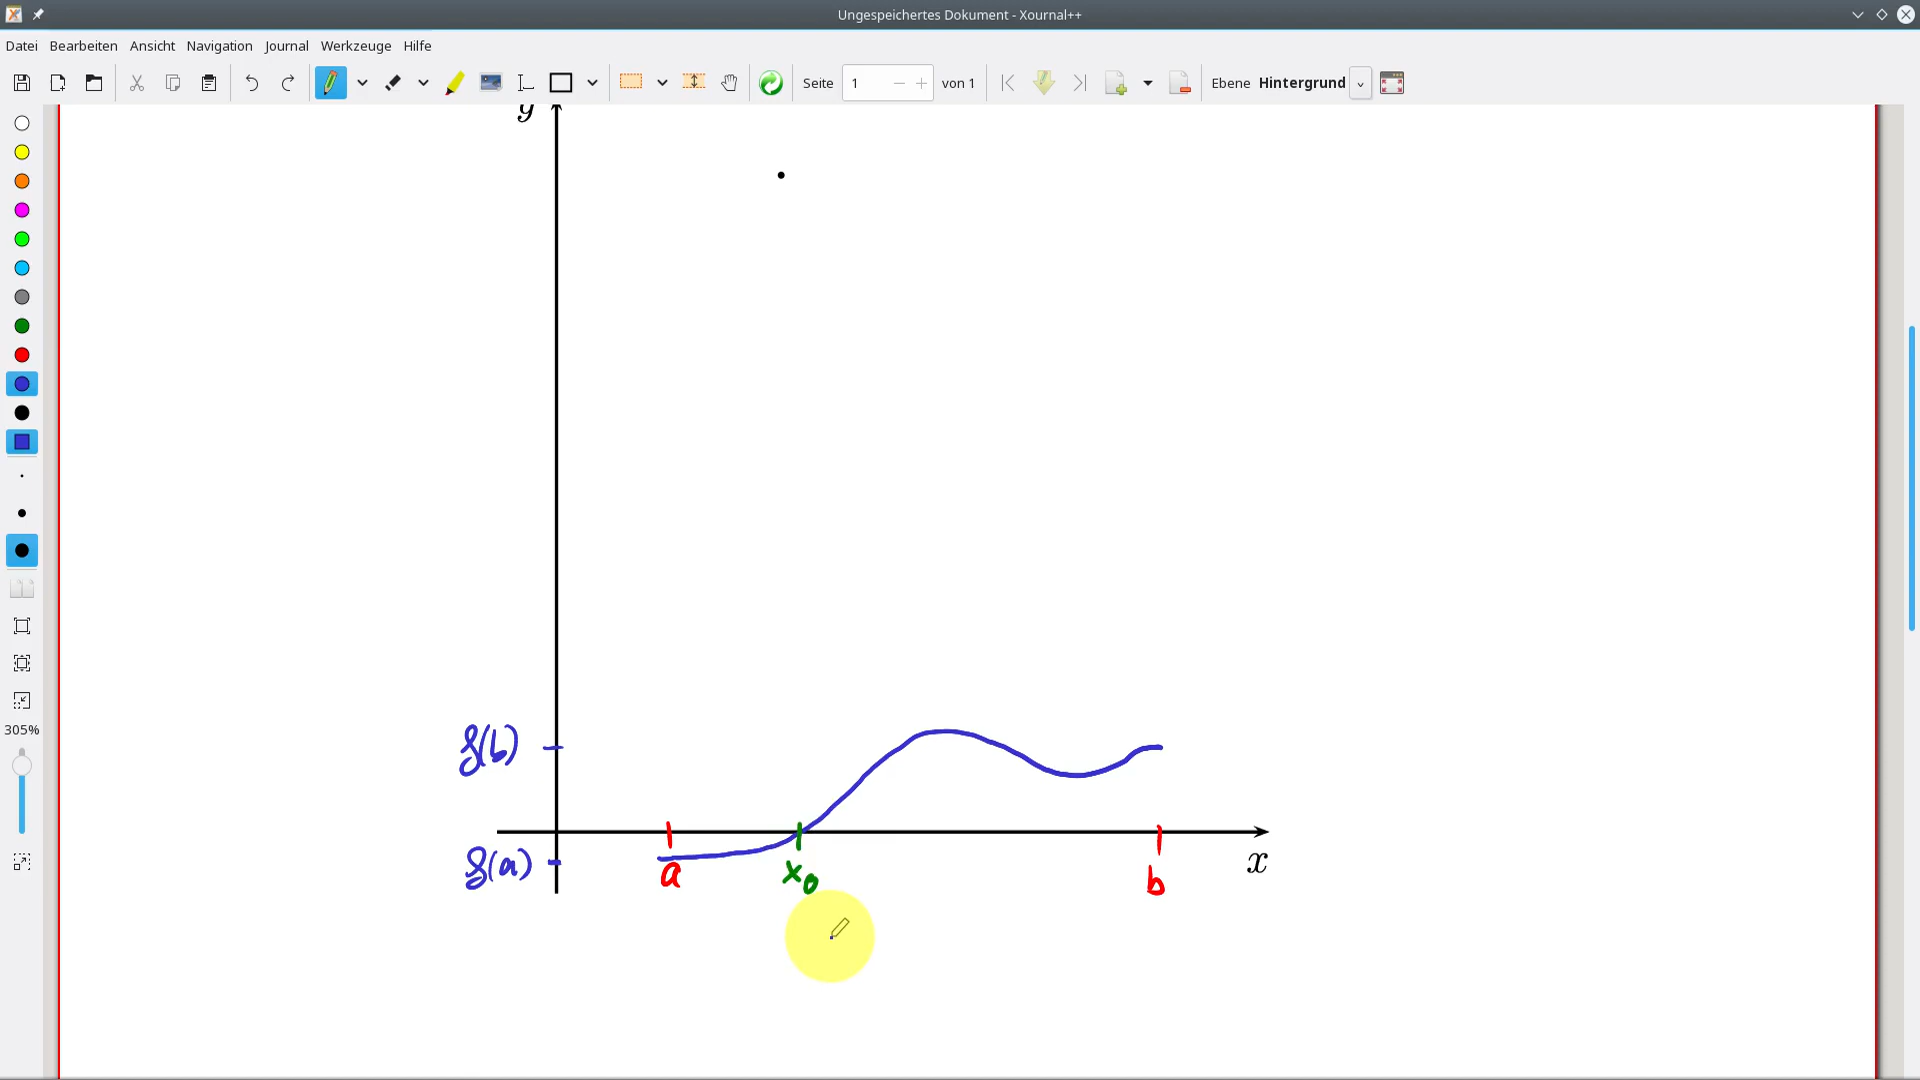 Ungespeichertes Dokument - Xournal++
Datei Bearbeiten Ansicht Navigation Journal Werkzeuge Hilfe
Seite 1 von 1 Ebene Hintergrund
y
305%
f(b)
f(a)
a
x₀
b
x